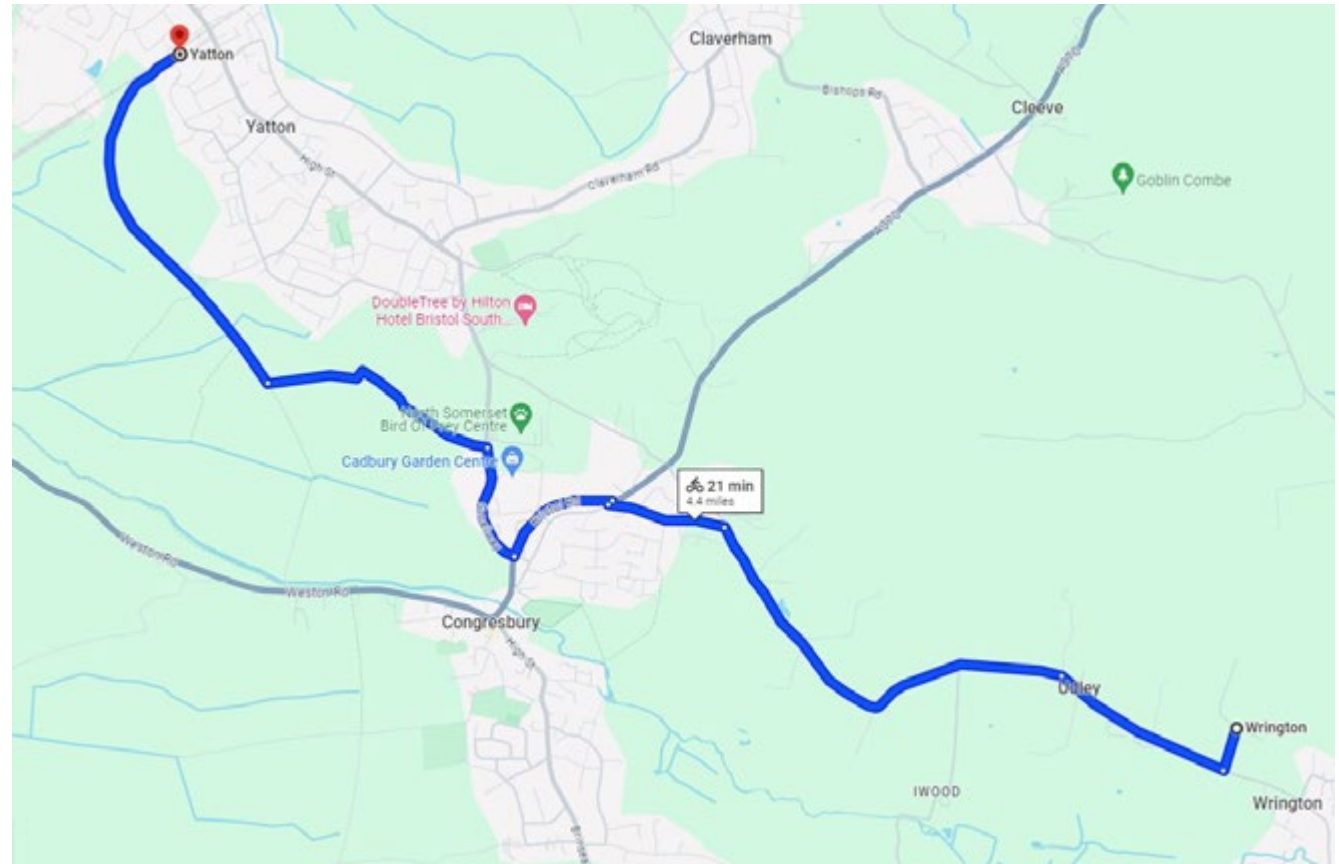 Yatton
Claverham
Yatton
High St
Bishops Rd
Cleeve
Claverham Rd
Goblin Combe
DoubleTree by Hilton
Hotel Bristol South...
North Somerset
Bird Of Prey Centre
Cadbury Garden Centre
21 min
4.4 miles
Weston Rd
Weston Rd
Congresbury
High St
Udley
Wrington
IWOOD
Wrington